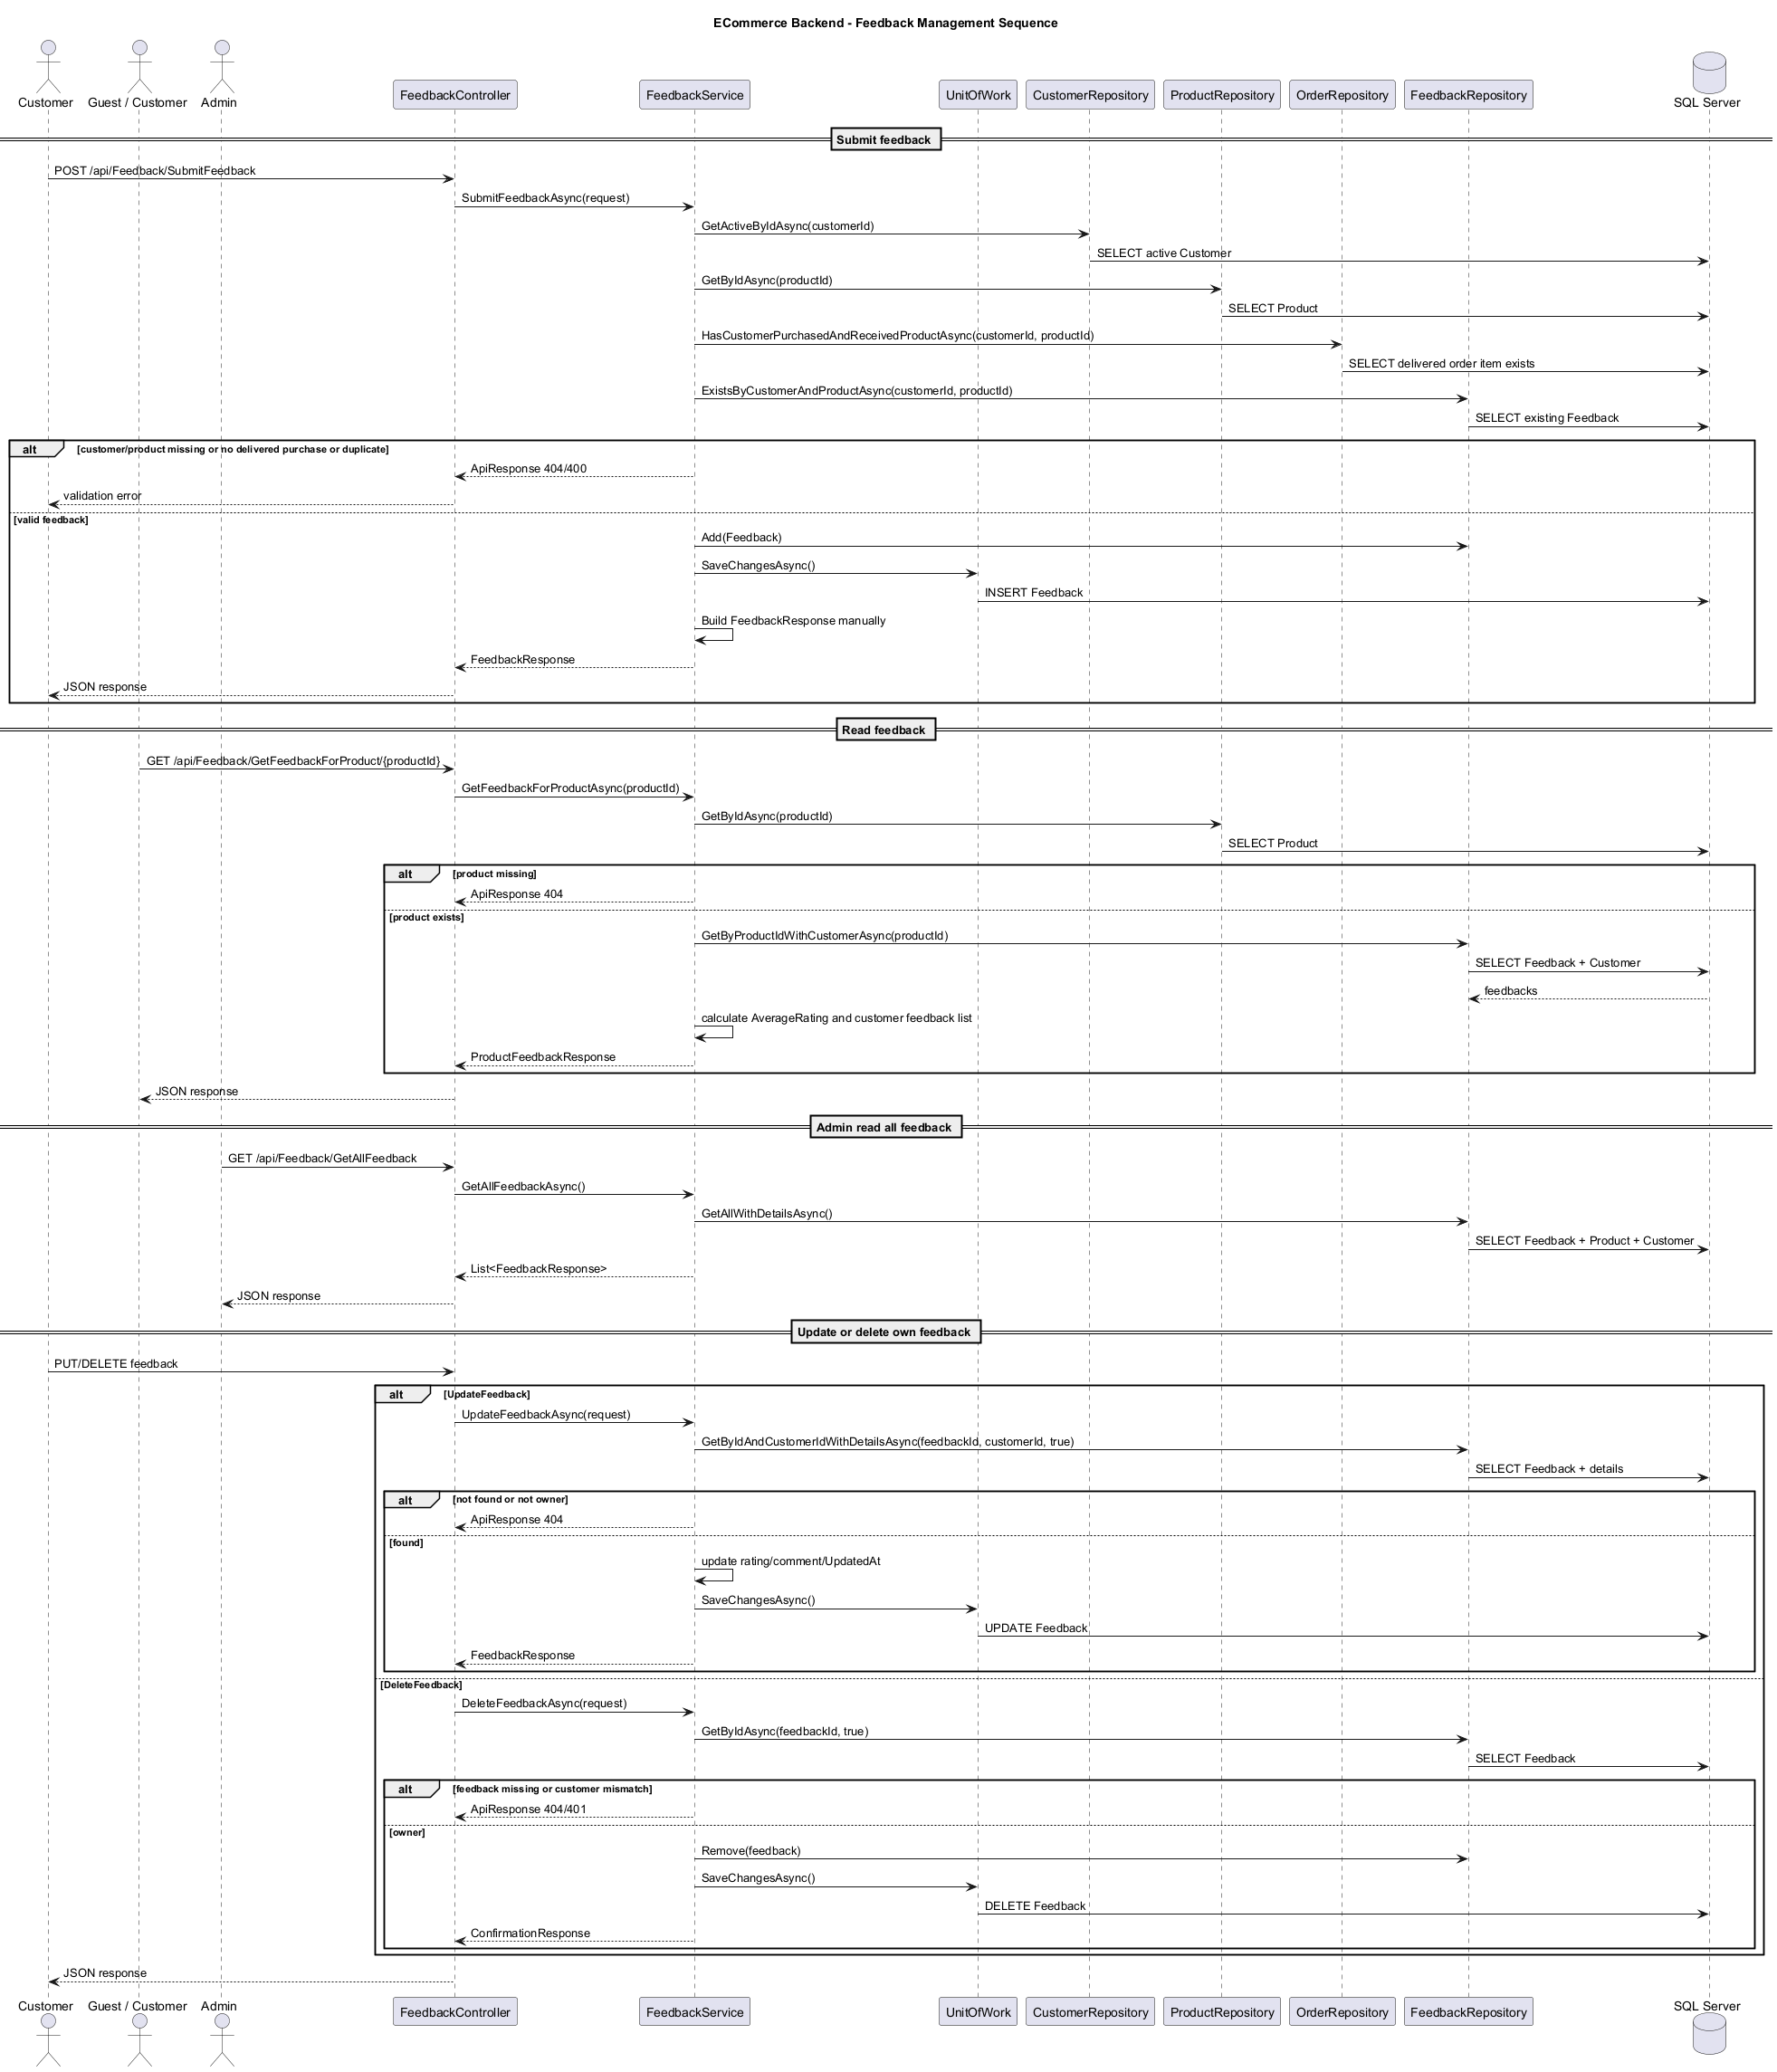 ECommerce Backend - Feedback Management Sequence
Customer
Guest / Customer
Admin
FeedbackController
FeedbackService
UnitOfWork
CustomerRepository
ProductRepository
OrderRepository
FeedbackRepository
SQL Server
Submit feedback
POST /api/Feedback/SubmitFeedback
SubmitFeedbackAsync(request)
GetActiveByIdAsync(customerId)
SELECT active Customer
GetByIdAsync(productId)
SELECT Product
HasCustomerPurchasedAndReceivedProductAsync(customerId, productId)
SELECT delivered order item exists
ExistsByCustomerAndProductAsync(customerId, productId)
SELECT existing Feedback
alt [customer/product missing or no delivered purchase or duplicate]
ApiResponse 404/400
validation error
[valid feedback]
Add(Feedback)
SaveChangesAsync()
INSERT Feedback
Build FeedbackResponse manually
FeedbackResponse
JSON response
Read feedback
GET /api/Feedback/GetFeedbackForProduct/{productId}
GetFeedbackForProductAsync(productId)
GetByIdAsync(productId)
SELECT Product
alt [product missing]
ApiResponse 404
[product exists]
GetByProductIdWithCustomerAsync(productId)
SELECT Feedback + Customer
feedbacks
calculate AverageRating and customer feedback list
ProductFeedbackResponse
JSON response
Admin read all feedback
GET /api/Feedback/GetAllFeedback
GetAllFeedbackAsync()
GetAllWithDetailsAsync()
SELECT Feedback + Product + Customer
List<FeedbackResponse>
JSON response
Update or delete own feedback
PUT/DELETE feedback
alt [UpdateFeedback]
UpdateFeedbackAsync(request)
GetByIdAndCustomerIdWithDetailsAsync(feedbackId, customerId, true)
SELECT Feedback + details
alt [not found or not owner]
ApiResponse 404
[found]
update rating/comment/UpdatedAt
SaveChangesAsync()
UPDATE Feedback
FeedbackResponse
[DeleteFeedback]
DeleteFeedbackAsync(request)
GetByIdAsync(feedbackId, true)
SELECT Feedback
alt [feedback missing or customer mismatch]
ApiResponse 404/401
[owner]
Remove(feedback)
SaveChangesAsync()
DELETE Feedback
ConfirmationResponse
JSON response
Customer
Guest / Customer
Admin
FeedbackController
FeedbackService
UnitOfWork
CustomerRepository
ProductRepository
OrderRepository
FeedbackRepository
SQL Server